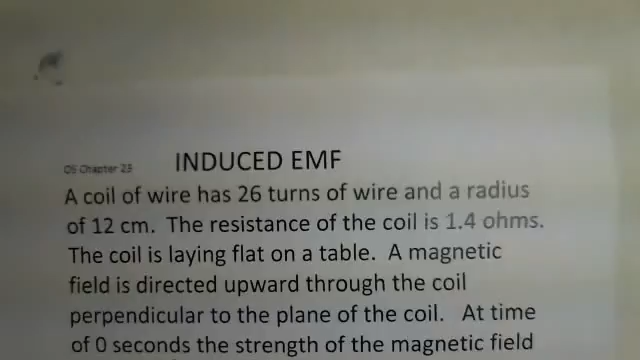 OS Chapter 23
INDUCED EMF
A coil of wire has 26 turns of wire and a radius
of 12 cm. The resistance of the coil is 1.4 ohms.
The coil is laying flat on a table. A magnetic
field is directed upward through the coil
perpendicular to the plane of the coil. At time
of 0 seconds the strength of the magnetic field